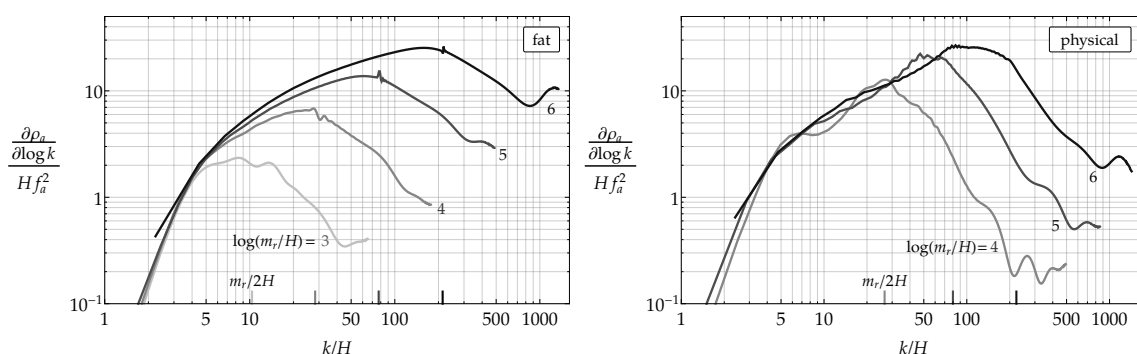 fat
10
1
10⁻¹
∂ρₐ
∂log k
H fₐ²
6
5
4
log(mᵣ/H) = 3
mᵣ/2H
1 5 10 50 100 500 1000
k/H
physical
10
1
10⁻¹
∂ρₐ
∂log k
H fₐ²
6
5
log(mᵣ/H) = 4
mᵣ/2H
1 5 10 50 100 500 1000
k/H